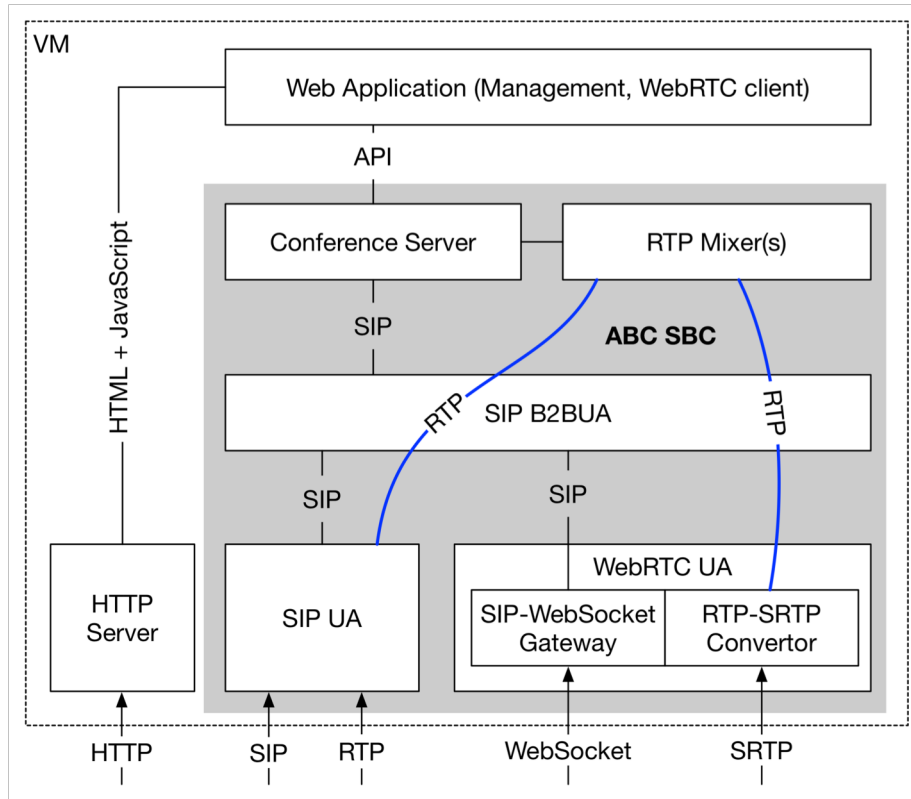 VM
Web Application (Management, WebRTC client)
API
HTML + JavaScript
Conference Server
RTP Mixer(s)
SIP
ABC SBC
RTP
SIP B2BUA
RTP
SIP
SIP
HTTP
Server
SIP UA
WebRTC UA
SIP-WebSocket
Gateway
RTP-SRTP
Convertor
HTTP
SIP
RTP
WebSocket
SRTP